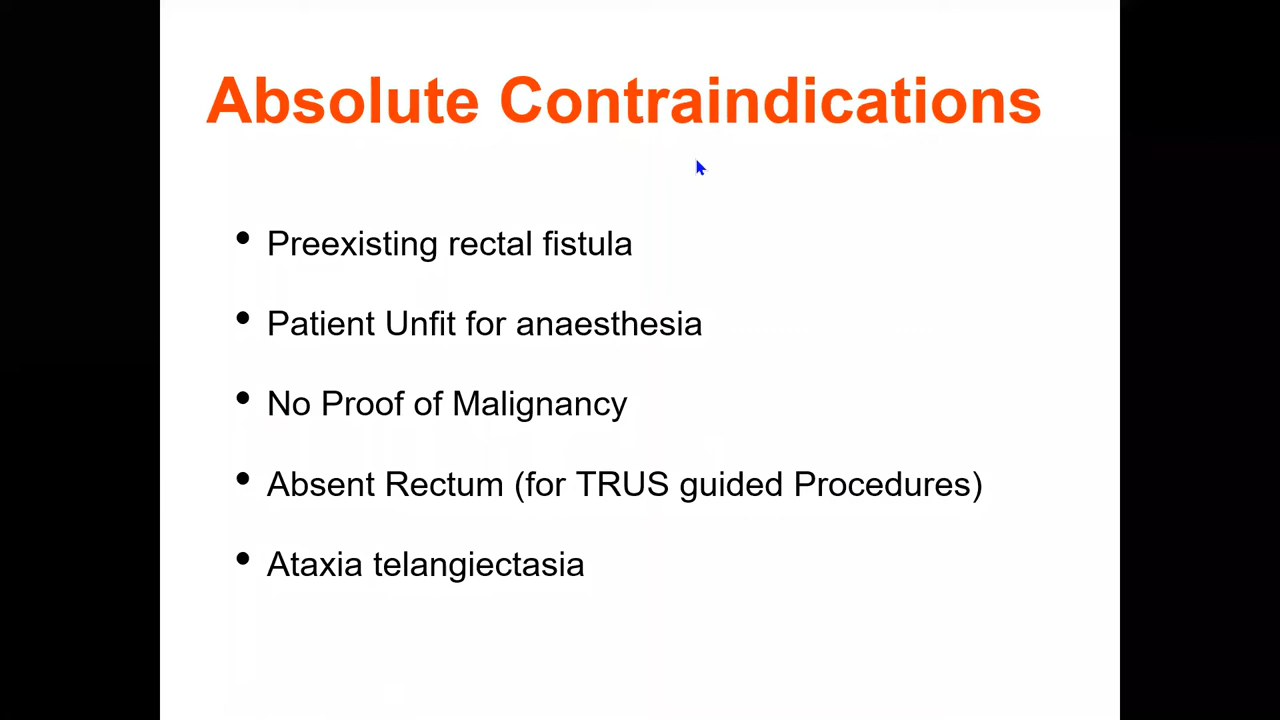 Absolute Contraindications
• Preexisting rectal fistula
• Patient Unfit for anaesthesia
• No Proof of Malignancy
• Absent Rectum (for TRUS guided Procedures)
• Ataxia telangiectasia